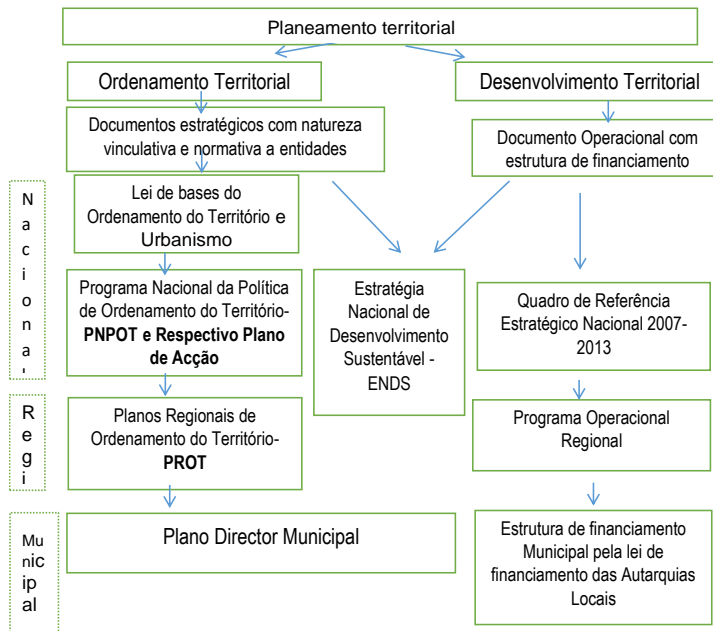 Planeamento territorial
Ordenamento Territorial
Desenvolvimento Territorial
Documentos estratégicos com natureza
vinculativa e normativa a entidades
Documento Operacional com
estrutura de financiamento
N
a
c
i
o
n
a
l
Lei de bases do
Ordenamento do Território e
Urbanismo
Programa Nacional da Política
de Ordenamento do Território-
PNPOT e Respectivo Plano
de Acção
Estratégia
Nacional de
Desenvolvimento
Sustentável -
ENDS
Quadro de Referência
Estratégico Nacional 2007-
2013
R
e
g
i
Planos Regionais de
Ordenamento do Território-
PROT
Programa Operacional
Regional
Mu
nic
ip
al
Plano Director Municipal
Estrutura de financiamento
Municipal pela lei de
financiamento das Autarquias
Locais